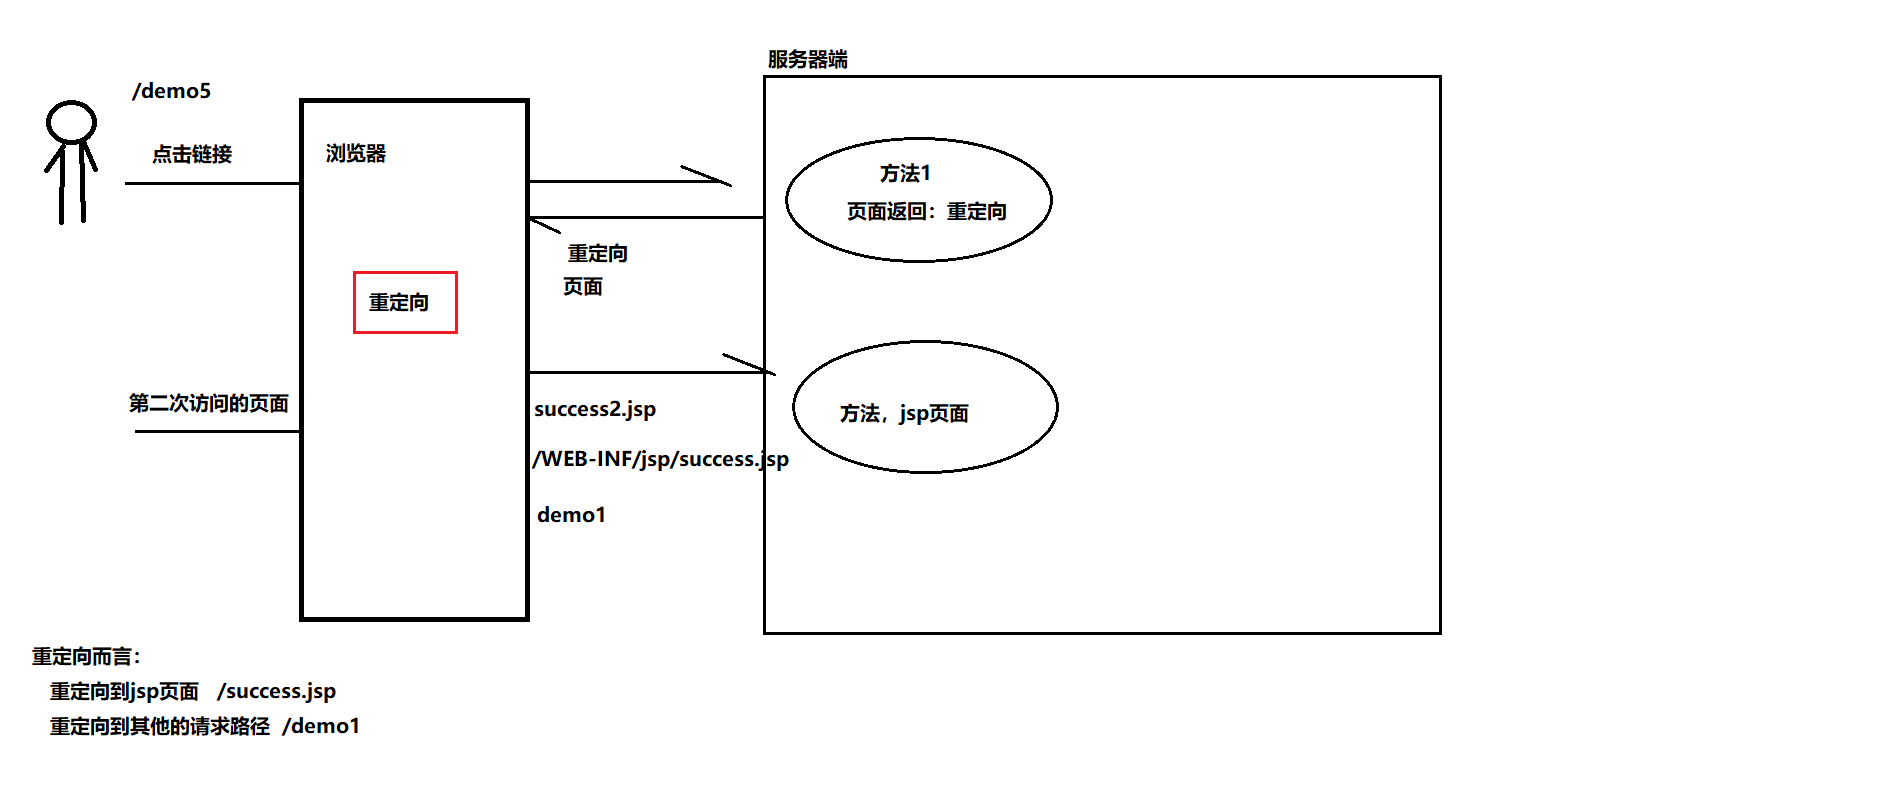 服务器端
/demo5
点击链接
浏览器
方法1
页面返回：重定向
重定向
页面
重定向
第二次访问的页面
success2.jsp
方法，jsp页面
/WEB-INF/jsp/success.jsp
demo1
重定向而言：
重定向到jsp页面 /success.jsp
重定向到其他的请求路径 /demo1